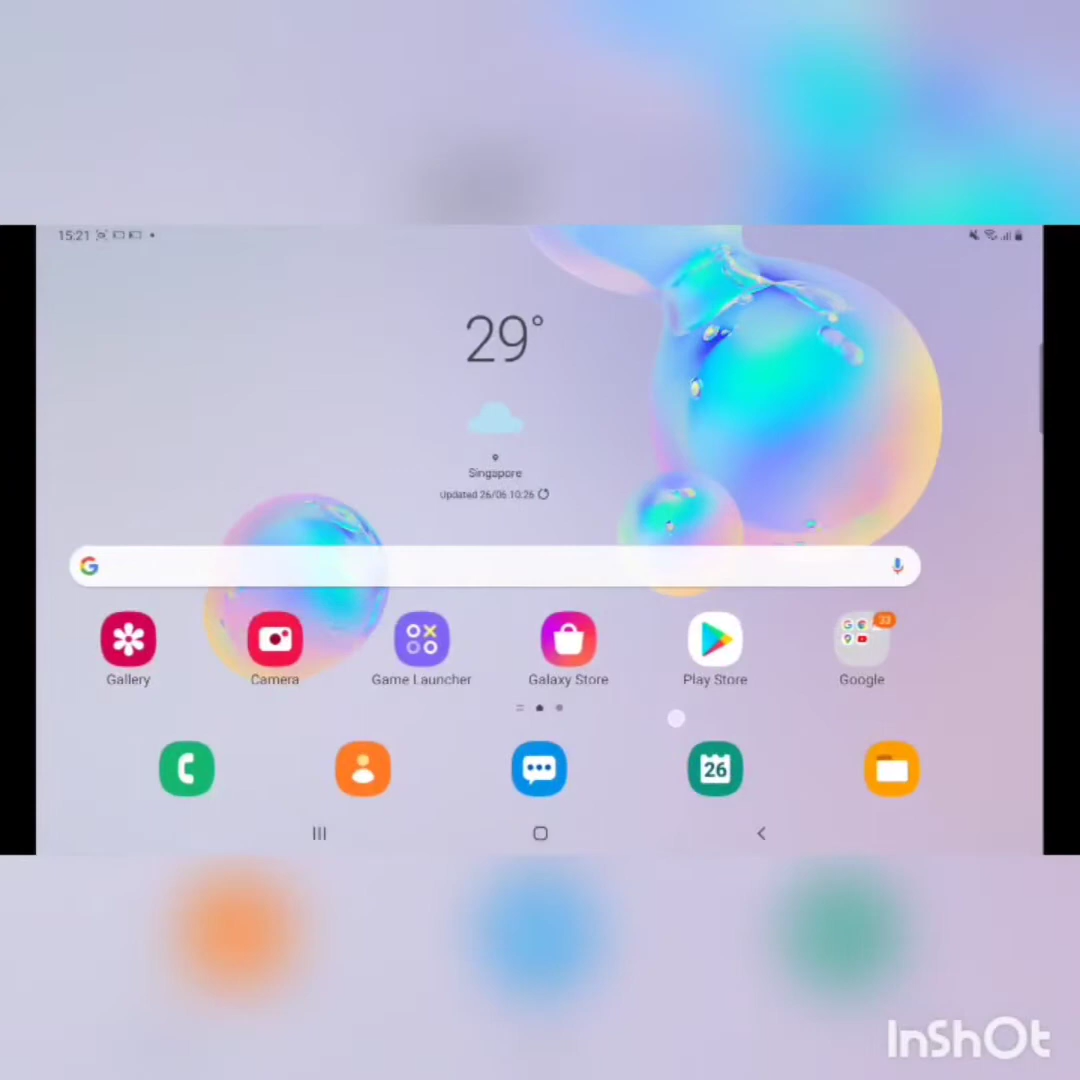 15:21
29°
Singapore
Updated 26/06 10:26
G
Gallery
Camera
Game Launcher
Galaxy Store
Play Store
33
Google
26
InShOt